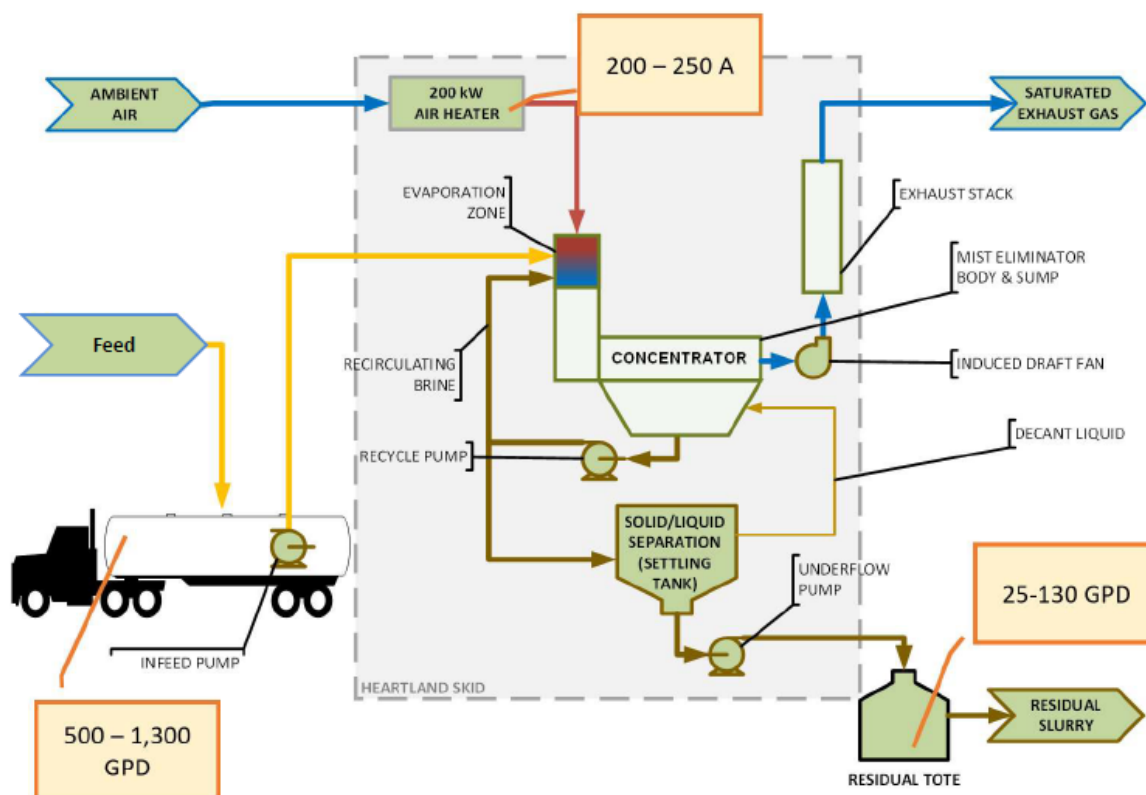 200 – 250 A
AMBIENT
AIR
200 kW
AIR HEATER
SATURATED
EXHAUST GAS
EVAPORATION
ZONE
EXHAUST STACK
MIST ELIMINATOR
BODY & SUMP
Feed
CONCENTRATOR
RECIRCULATING
BRINE
INDUCED DRAFT FAN
DECANT LIQUID
RECYCLE PUMP
SOLID/LIQUID
SEPARATION
(SETTLING
TANK)
UNDERFLOW
PUMP
25-130 GPD
INFEED PUMP
HEARTLAND SKID
500 – 1,300
GPD
RESIDUAL
SLURRY
RESIDUAL TOTE